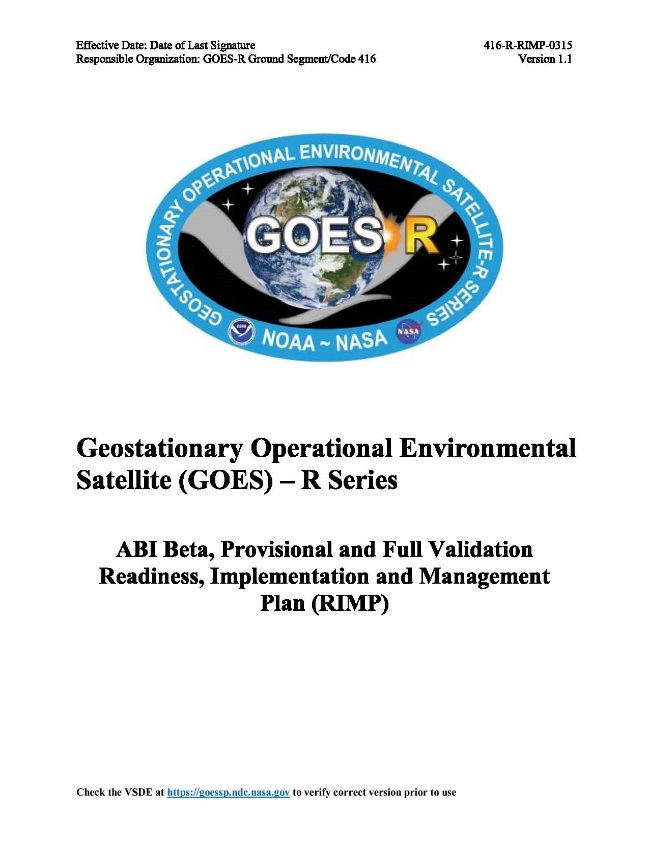 Effective Date: Date of Last Signature 416-R-RIMP-0315
Responsible Organization: GOES-R Ground Segment/Code 416 Version 1.1
GEOSTATIONARY OPERATIONAL ENVIRONMENTAL SATELLITE-R SERIES
GOES R
NOAA
NASA
NOAA ~ NASA
Geostationary Operational Environmental
Satellite (GOES) – R Series
ABI Beta, Provisional and Full Validation
Readiness, Implementation and Management
Plan (RIMP)
Check the VSDE at https://goessp.ndc.nasa.gov to verify correct version prior to use